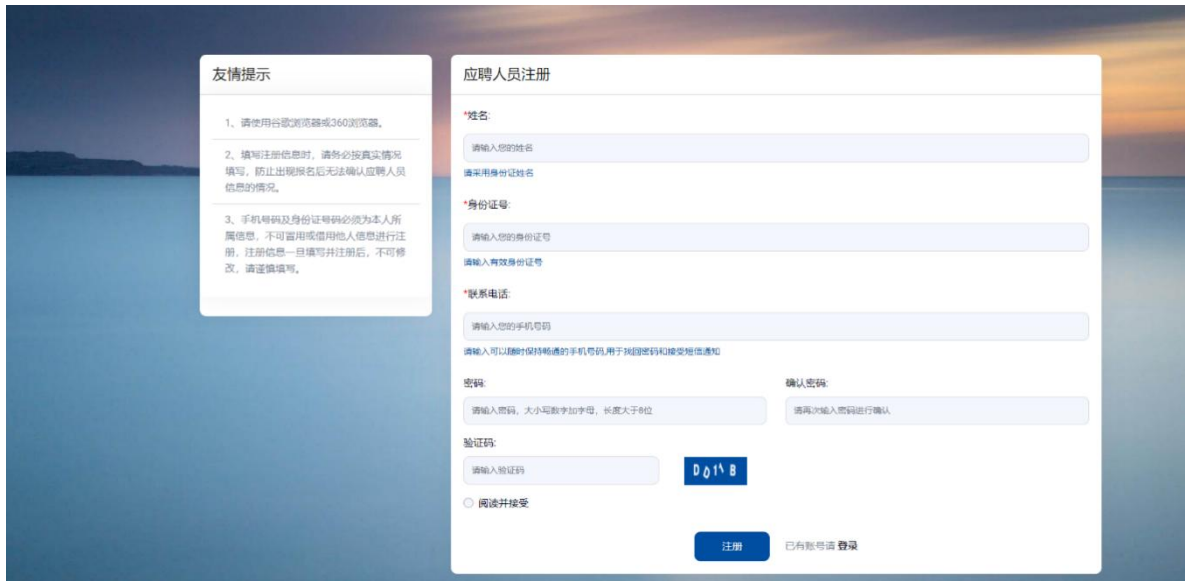 友情提示
1、请使用谷歌浏览器或360浏览器。
2、填写注册信息时，请务必按真实情况
填写，防止出现报名后无法确认应聘人员
信息的情况。
3、手机号码及身份证号码必须为本人所
属信息，不可冒用或借用他人信息进行注
册，注册信息一旦填写并注册后，不可修
改，请谨慎填写。
应聘人员注册
*姓名:
请输入您的姓名
请采用身份证姓名
*身份证号:
请输入您的身份证号
请输入有效身份证号
*联系电话:
请输入您的手机号码
请输入可以随时保持畅通的手机号码,用于找回密码和接受短信通知
密码:
确认密码:
请输入密码，大小写数字加字母，长度大于8位
请再次输入密码进行确认
验证码:
请输入验证码
阅读并接受
注册
已有账号请 登录